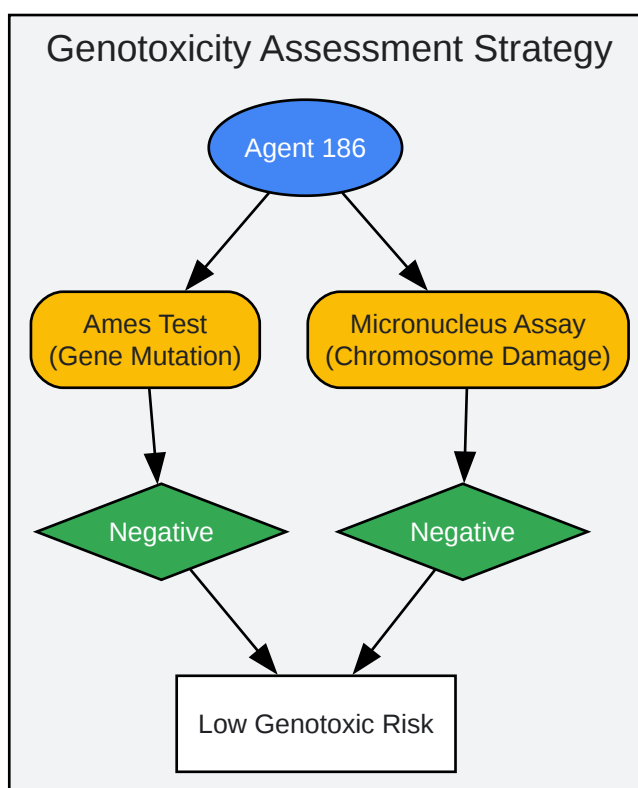 Genotoxicity Assessment Strategy
Agent 186
Ames Test
(Gene Mutation)
Micronucleus Assay
(Chromosome Damage)
Negative
Negative
Low Genotoxic Risk